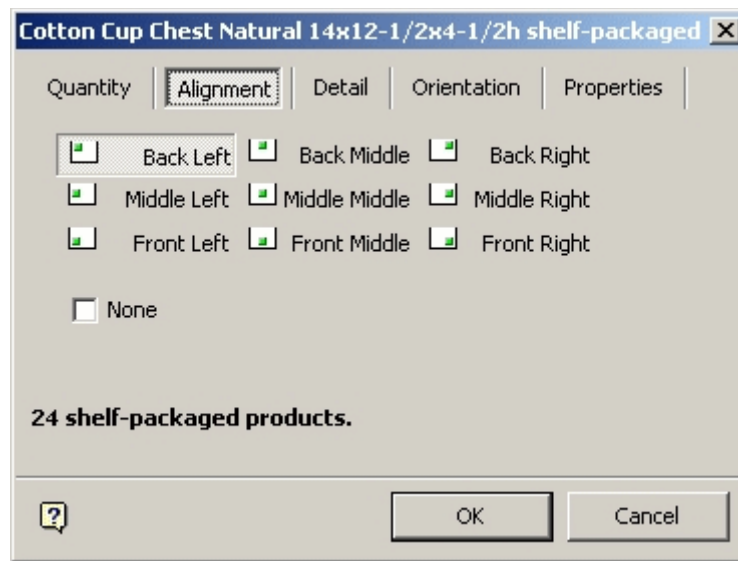 Cotton Cup Chest Natural 14x12-1/2x4-1/2h shelf-packaged
Quantity Alignment Detail Orientation Properties
Back Left Back Middle Back Right
Middle Left Middle Middle Middle Right
Front Left Front Middle Front Right
None
24 shelf-packaged products.
? OK Cancel